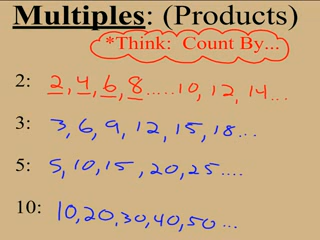 Multiples: (Products)
*Think: Count By...
2: 2, 4, 6, 8.....10, 12, 14...
3: 3, 6, 9, 12, 15, 18...
5: 5, 10, 15, 20, 25....
10: 10, 20, 30, 40, 50...